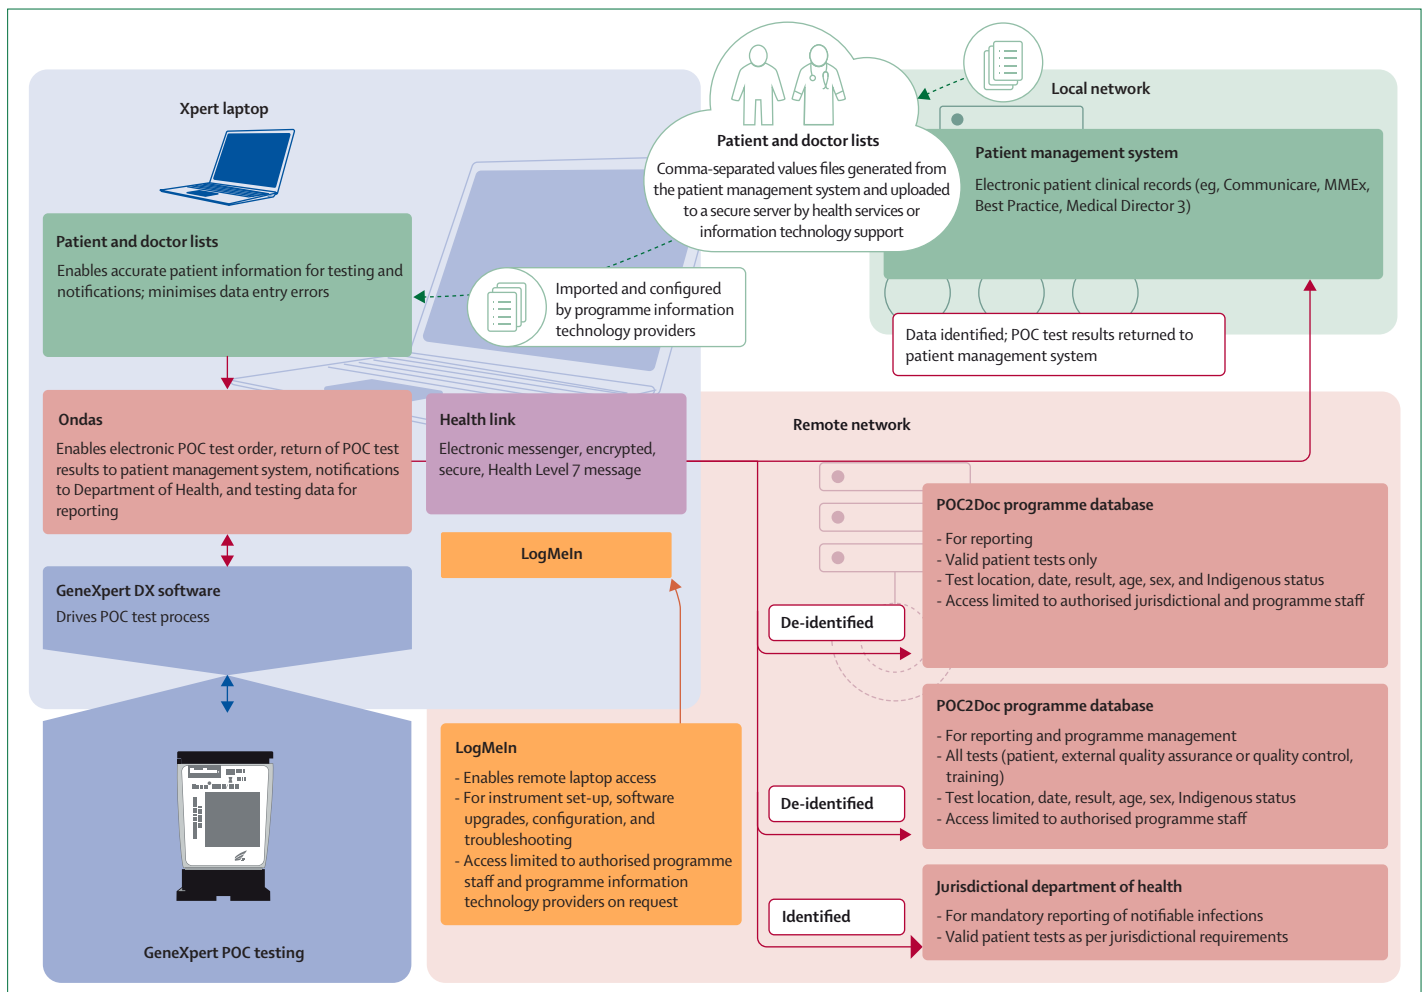 Xpert laptop
Patient and doctor lists
Enables accurate patient information for testing and
notifications; minimises data entry errors
Ondas
Enables electronic POC test order, return of POC test
results to patient management system, notifications
to Department of Health, and testing data for
reporting
GeneXpert DX software
Drives POC test process
GeneXpert POC testing
Patient and doctor lists
Comma-separated values files generated from
the patient management system and uploaded
to a secure server by health services or
information technology support
Imported and configured
by programme information
technology providers
Health link
Electronic messenger, encrypted,
secure, Health Level 7 message
LogMeIn
LogMeIn
- Enables remote laptop access
- For instrument set-up, software
upgrades, configuration, and
troubleshooting
- Access limited to authorised programme
staff and programme information
technology providers on request
Local network
Patient management system
Electronic patient clinical records (eg, Communicare, MMEx,
Best Practice, Medical Director 3)
Data identified; POC test results returned to
patient management system
Remote network
De-identified
POC2Doc programme database
- For reporting
- Valid patient tests only
- Test location, date, result, age, sex, and Indigenous status
- Access limited to authorised jurisdictional and programme staff
De-identified
POC2Doc programme database
- For reporting and programme management
- All tests (patient, external quality assurance or quality control,
training)
- Test location, date, result, age, sex, Indigenous status
- Access limited to authorised programme staff
Identified
Jurisdictional department of health
- For mandatory reporting of notifiable infections
- Valid patient tests as per jurisdictional requirements